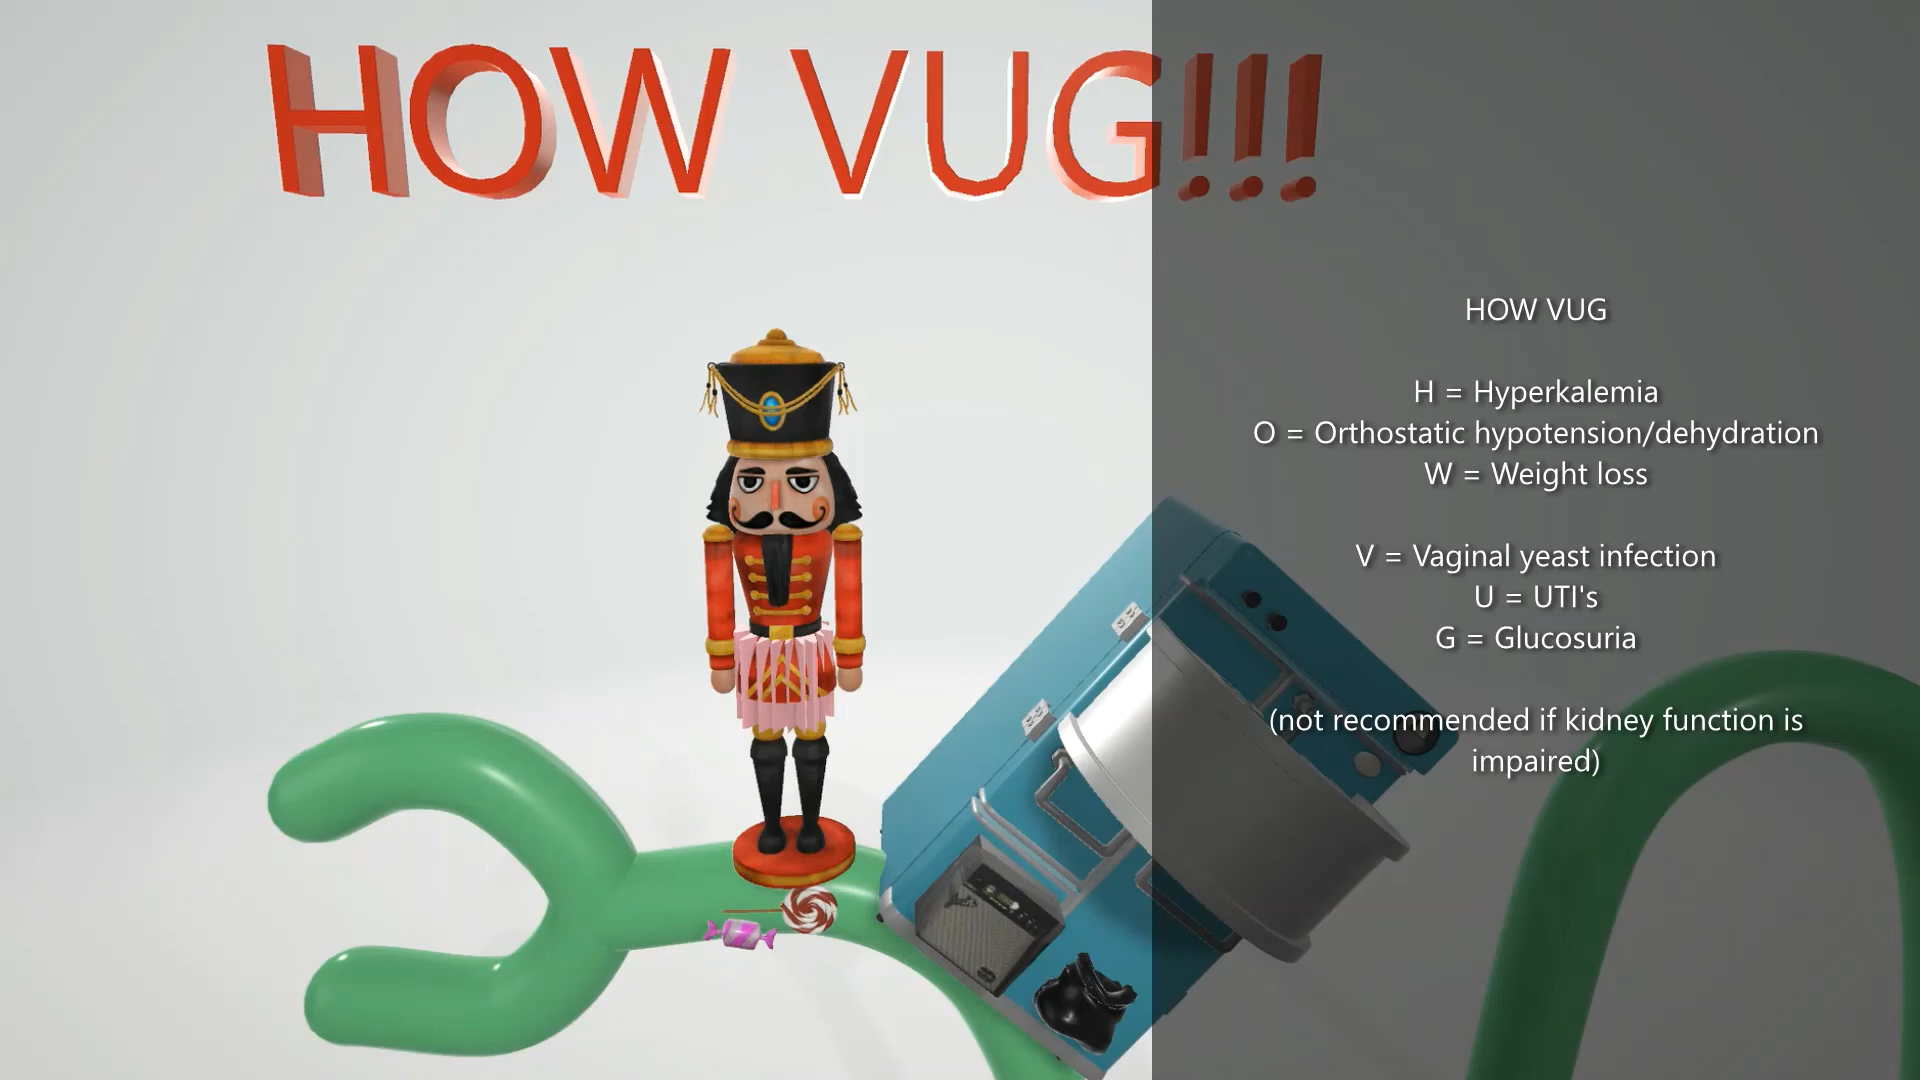 HOW VUG!!!
HOW VUG
H = Hyperkalemia
O = Orthostatic hypotension/dehydration
W = Weight loss
V = Vaginal yeast infection
U = UTI's
G = Glucosuria
(not recommended if kidney function is
impaired)